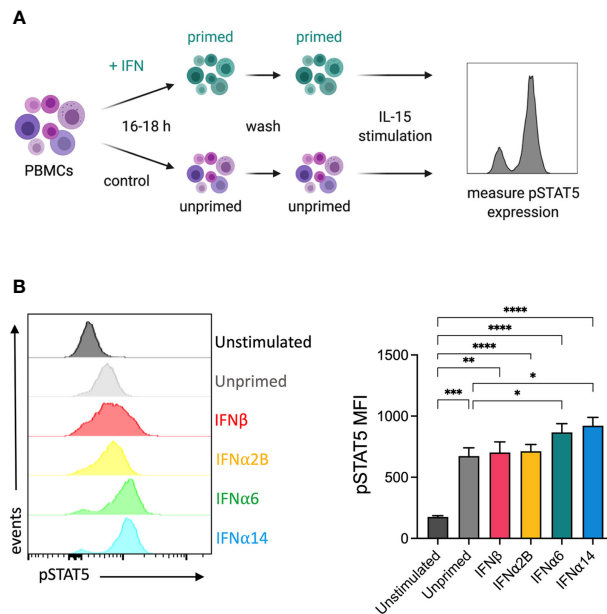 A
primed
primed
+ IFN
16-18 h
wash
IL-15
stimulation
PBMCs
control
unprimed
unprimed
measure pSTAT5
expression
B
Unstimulated
Unprimed
IFNβ
IFNα2B
IFNα6
IFNα14
events
pSTAT5
****
****
****
**
*
***
*
pSTAT5 MFI
1500
1000
500
0
Unstimulated
Unprimed
IFNβ
IFNα2B
IFNα6
IFNα14